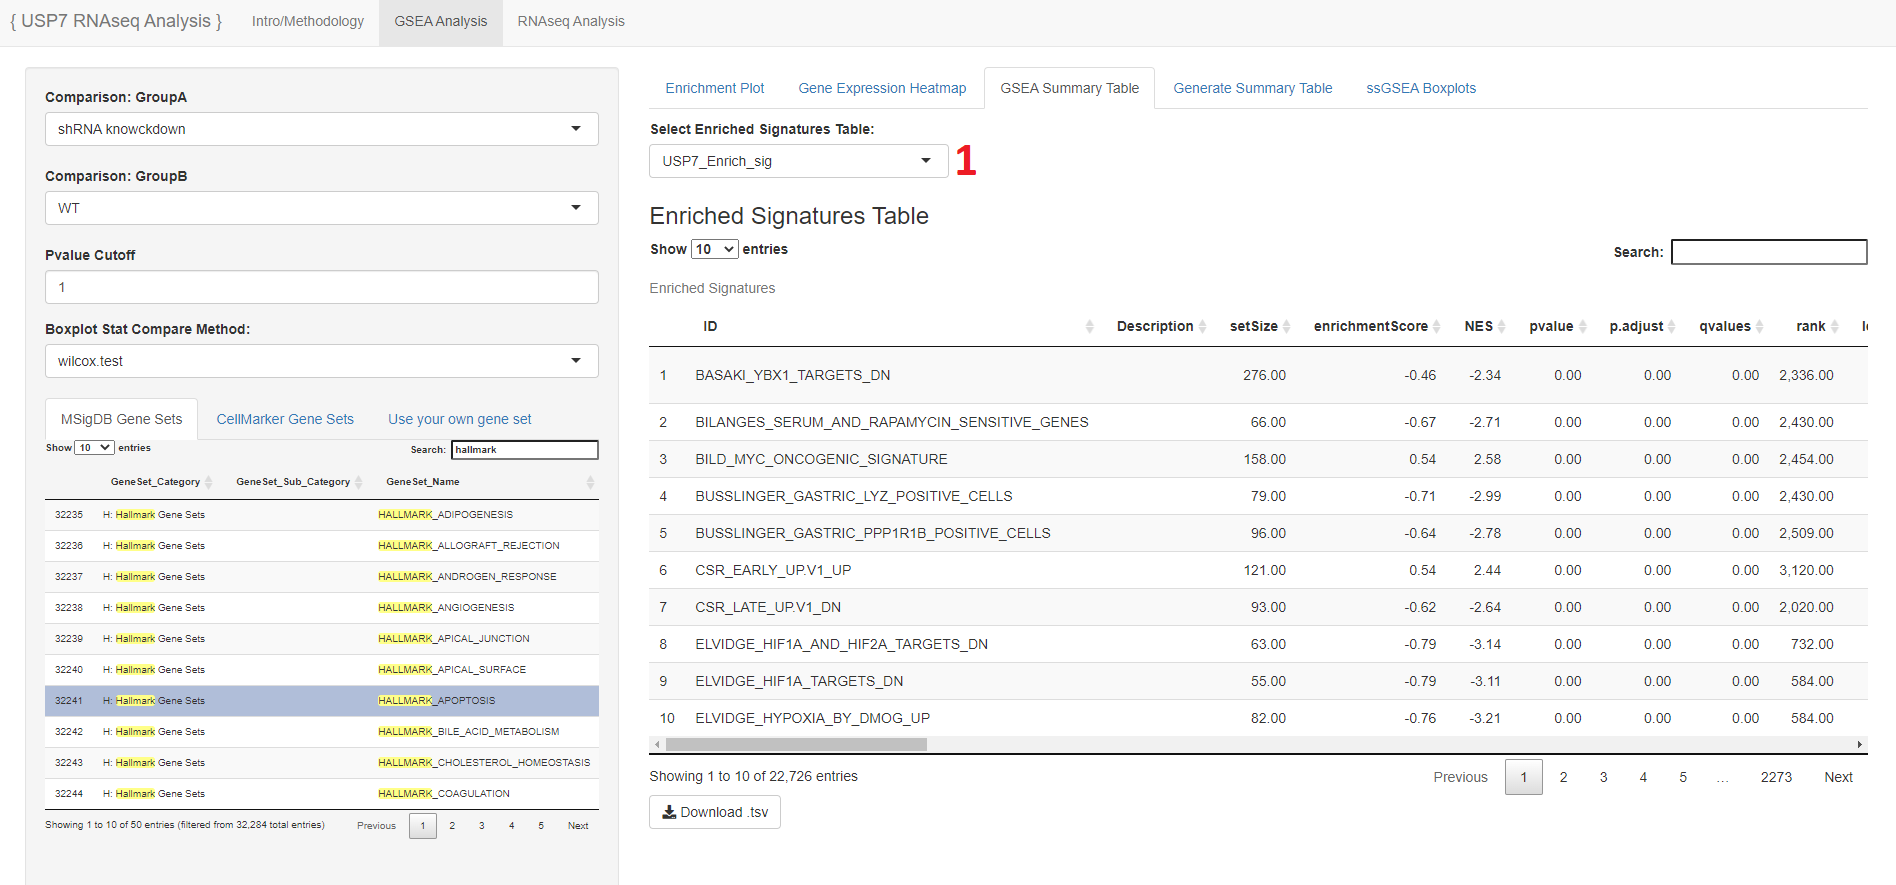 { USP7 RNAseq Analysis } Intro/Methodology GSEA Analysis RNAseq Analysis
Comparison: GroupA
shRNA knowckdown
Comparison: GroupB
WT
Pvalue Cutoff
1
Boxplot Stat Compare Method:
wilcox.test
MSigDB Gene Sets CellMarker Gene Sets Use your own gene set
Show 10 entries Search: hallmark
GeneSet_Category GeneSet_Sub_Category GeneSet_Name
32235 H: Hallmark Gene Sets HALLMARK_ADIPOGENESIS
32236 H: Hallmark Gene Sets HALLMARK_ALLOGRAFT_REJECTION
32237 H: Hallmark Gene Sets HALLMARK_ANDROGEN_RESPONSE
32238 H: Hallmark Gene Sets HALLMARK_ANGIOGENESIS
32239 H: Hallmark Gene Sets HALLMARK_APICAL_JUNCTION
32240 H: Hallmark Gene Sets HALLMARK_APICAL_SURFACE
32241 H: Hallmark Gene Sets HALLMARK_APOPTOSIS
32242 H: Hallmark Gene Sets HALLMARK_BILE_ACID_METABOLISM
32243 H: Hallmark Gene Sets HALLMARK_CHOLESTEROL_HOMEOSTASIS
32244 H: Hallmark Gene Sets HALLMARK_COAGULATION
Showing 1 to 10 of 50 entries (filtered from 32,284 total entries) Previous 1 2 3 4 5 Next
Enrichment Plot Gene Expression Heatmap GSEA Summary Table Generate Summary Table ssGSEA Boxplots
Select Enriched Signatures Table:
USP7_Enrich_sig 1
Enriched Signatures Table
Show 10 entries Search:
Enriched Signatures
ID Description setSize enrichmentScore NES pvalue p.adjust qvalues rank
1 BASAKI_YBX1_TARGETS_DN 276.00 -0.46 -2.34 0.00 0.00 0.00 2,336.00
2 BILANGES_SERUM_AND_RAPAMYCIN_SENSITIVE_GENES 66.00 -0.67 -2.71 0.00 0.00 0.00 2,430.00
3 BILD_MYC_ONCOGENIC_SIGNATURE 158.00 0.54 2.58 0.00 0.00 0.00 2,454.00
4 BUSSLINGER_GASTRIC_LYZ_POSITIVE_CELLS 79.00 -0.71 -2.99 0.00 0.00 0.00 2,430.00
5 BUSSLINGER_GASTRIC_PPP1R1B_POSITIVE_CELLS 96.00 -0.64 -2.78 0.00 0.00 0.00 2,509.00
6 CSR_EARLY_UP.V1_UP 121.00 0.54 2.44 0.00 0.00 0.00 3,120.00
7 CSR_LATE_UP.V1_DN 93.00 -0.62 -2.64 0.00 0.00 0.00 2,020.00
8 ELVIDGE_HIF1A_AND_HIF2A_TARGETS_DN 63.00 -0.79 -3.14 0.00 0.00 0.00 732.00
9 ELVIDGE_HIF1A_TARGETS_DN 55.00 -0.79 -3.11 0.00 0.00 0.00 584.00
10 ELVIDGE_HYPOXIA_BY_DMOG_UP 82.00 -0.76 -3.21 0.00 0.00 0.00 584.00
Showing 1 to 10 of 22,726 entries Previous 1 2 3 4 5 … 2273 Next
Download .tsv